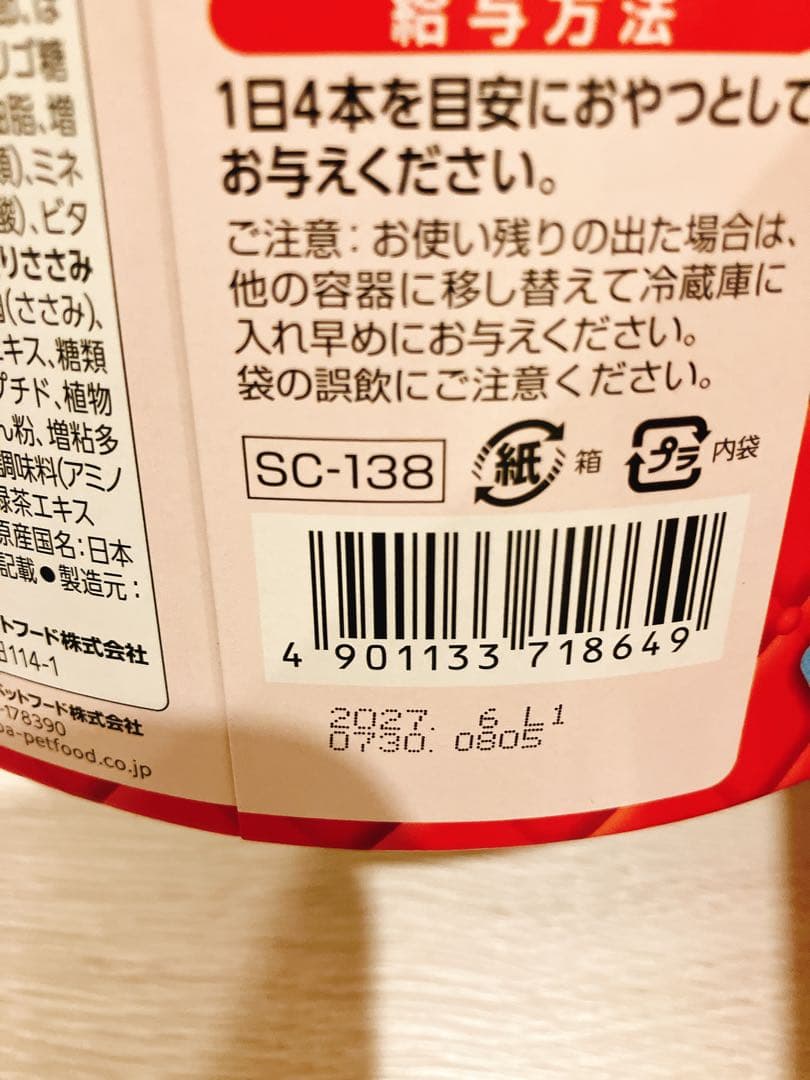 リゴ糖
油脂、増
類)、ミネ
酸)、ビタ
りささみ
(ささみ)、
エキス、糖類
プチド、植物
ん粉、増粘多
調味料(アミノ
緑茶エキス
原産国名:日本
記載●製造元:
ットフード株式会社
114-1
ペットフード株式会社
-178390
ba-petfood.co.jp
給与方法
1日4本を目安におやつとして
お与えください。
ご注意:お使い残りの出た場合は、
他の容器に移し替えて冷蔵庫に
入れ早めにお与えください。
袋の誤飲にご注意ください。
SC-138 紙 箱 プラ 内袋
4 901133 718649
2027. 6 L1
0730. 0805